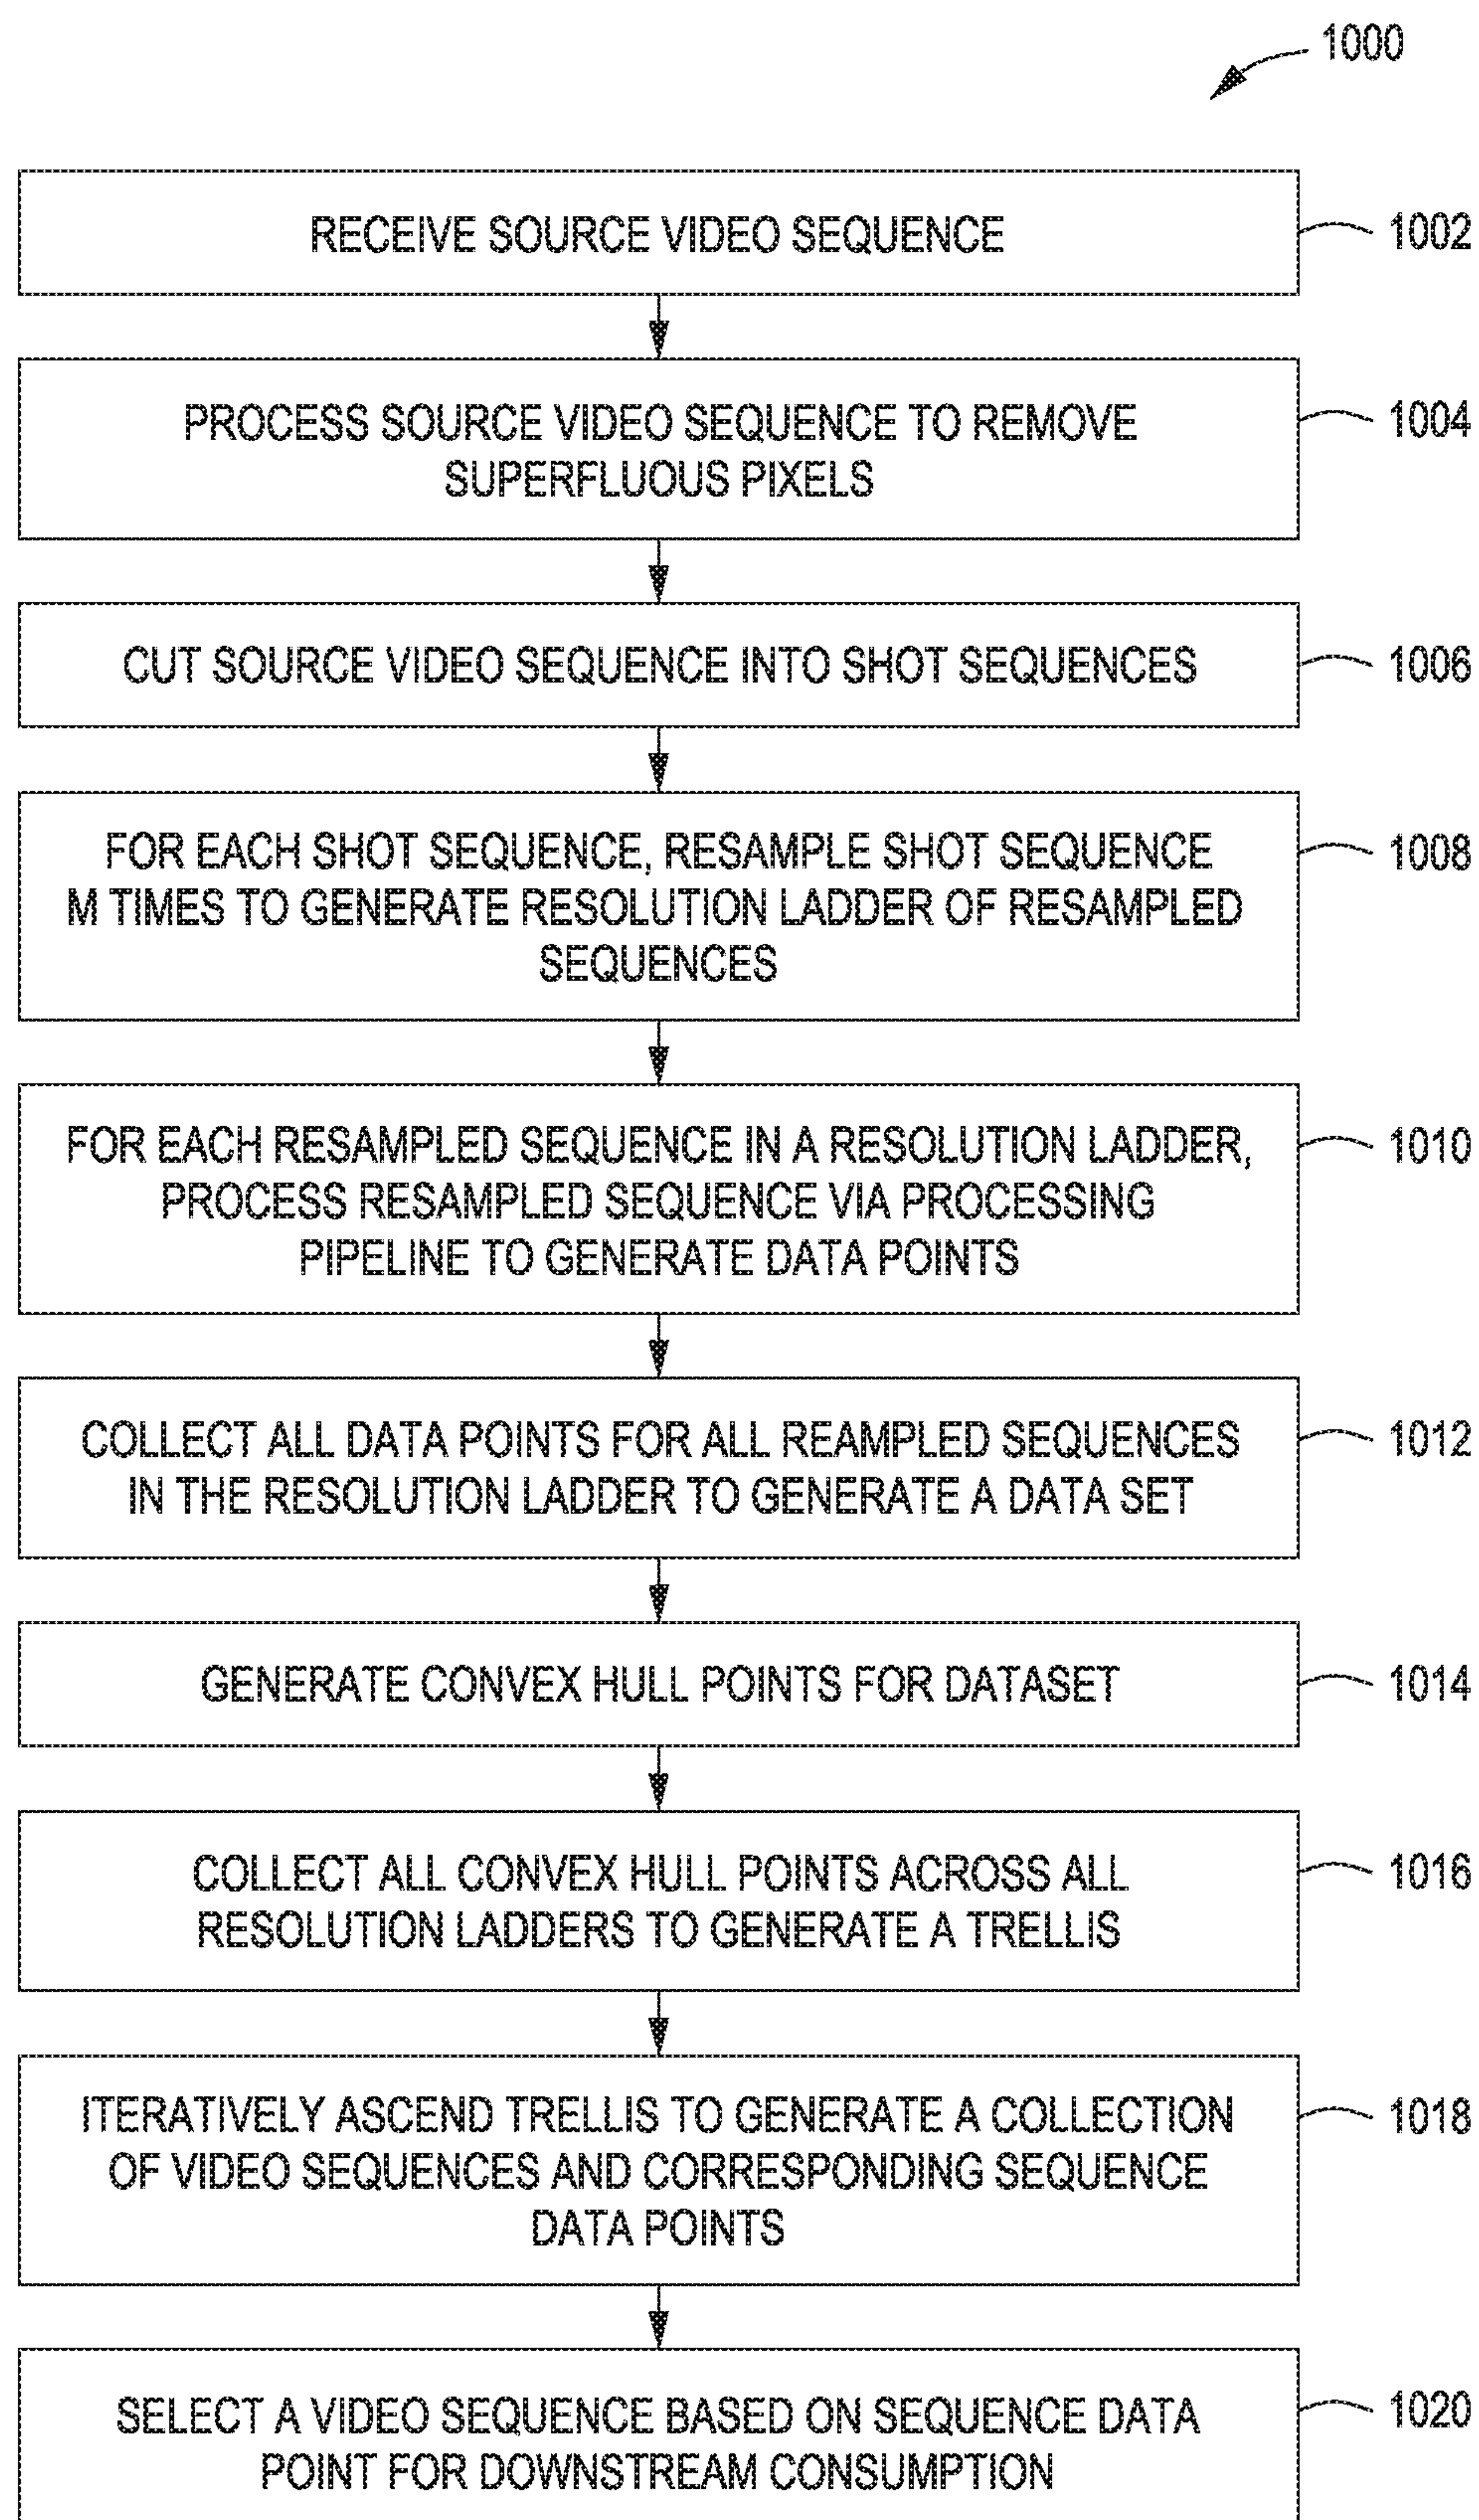 1000
RECEIVE SOURCE VIDEO SEQUENCE
1002
PROCESS SOURCE VIDEO SEQUENCE TO REMOVE
SUPERFLUOUS PIXELS
1004
CUT SOURCE VIDEO SEQUENCE INTO SHOT SEQUENCES
1006
FOR EACH SHOT SEQUENCE, RESAMPLE SHOT SEQUENCE
M TIMES TO GENERATE RESOLUTION LADDER OF RESAMPLED
SEQUENCES
1008
FOR EACH RESAMPLED SEQUENCE IN A RESOLUTION LADDER,
PROCESS RESAMPLED SEQUENCE VIA PROCESSING
PIPELINE TO GENERATE DATA POINTS
1010
COLLECT ALL DATA POINTS FOR ALL REAMPLED SEQUENCES
IN THE RESOLUTION LADDER TO GENERATE A DATA SET
1012
GENERATE CONVEX HULL POINTS FOR DATASET
1014
COLLECT ALL CONVEX HULL POINTS ACROSS ALL
RESOLUTION LADDERS TO GENERATE A TRELLIS
1016
ITERATIVELY ASCEND TRELLIS TO GENERATE A COLLECTION
OF VIDEO SEQUENCES AND CORRESPONDING SEQUENCE
DATA POINTS
1018
SELECT A VIDEO SEQUENCE BASED ON SEQUENCE DATA
POINT FOR DOWNSTREAM CONSUMPTION
1020